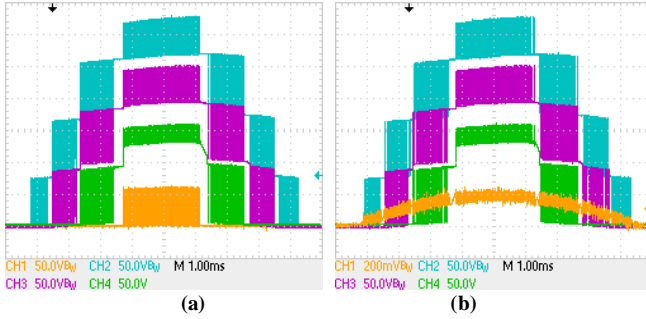 CH1 50.0VBw CH2 50.0VBw M 1.00ms
CH3 50.0VBw CH4 50.0V
CH1 200mVBw CH2 50.0VBw M 1.00ms
CH3 50.0VBw CH4 50.0V
(a) (b)